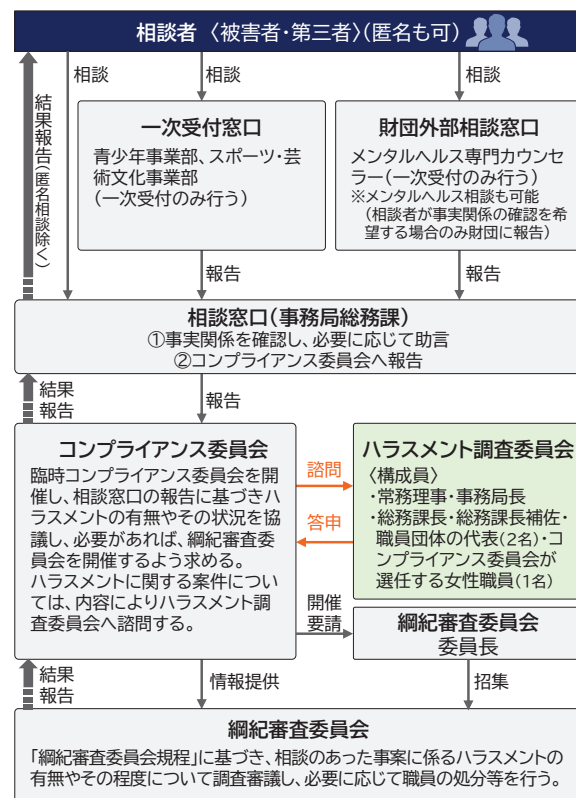 相談者〈被害者・第三者〉(匿名も可)
相談
相談
相談
結果報告(匿名相談除く)
一次受付窓口
青少年事業部、スポーツ・芸
術文化事業部
(一次受付のみ行う)
財団外部相談窓口
メンタルヘルス専門カウンセ
ラー(一次受付のみ行う)
※メンタルヘルス相談も可能
(相談者が事実関係の確認を希
望する場合のみ財団に報告)
報告
報告
相談窓口(事務局総務課)
①事実関係を確認し、必要に応じて助言
②コンプライアンス委員会へ報告
結果
報告
報告
コンプライアンス委員会
臨時コンプライアンス委員会を開
催し、相談窓口の報告に基づきハ
ラスメントの有無やその状況を協
議し、必要があれば、綱紀審査委
員会を開催するよう求める。
ハラスメントに関する案件につい
ては、内容によりハラスメント調
査委員会へ諮問する。
諮問
答申
ハラスメント調査委員会
〈構成員〉
・常務理事・事務局長
・総務課長・総務課長補佐・
職員団体の代表(2名)・コ
ンプライアンス委員会が
選任する女性職員(1名)
開催
要請
綱紀審査委員会
委員長
結果
報告
情報提供
招集
綱紀審査委員会
「綱紀審査委員会規程」に基づき、相談のあった事案に係るハラスメントの
有無やその程度について調査審議し、必要に応じて職員の処分等を行う。